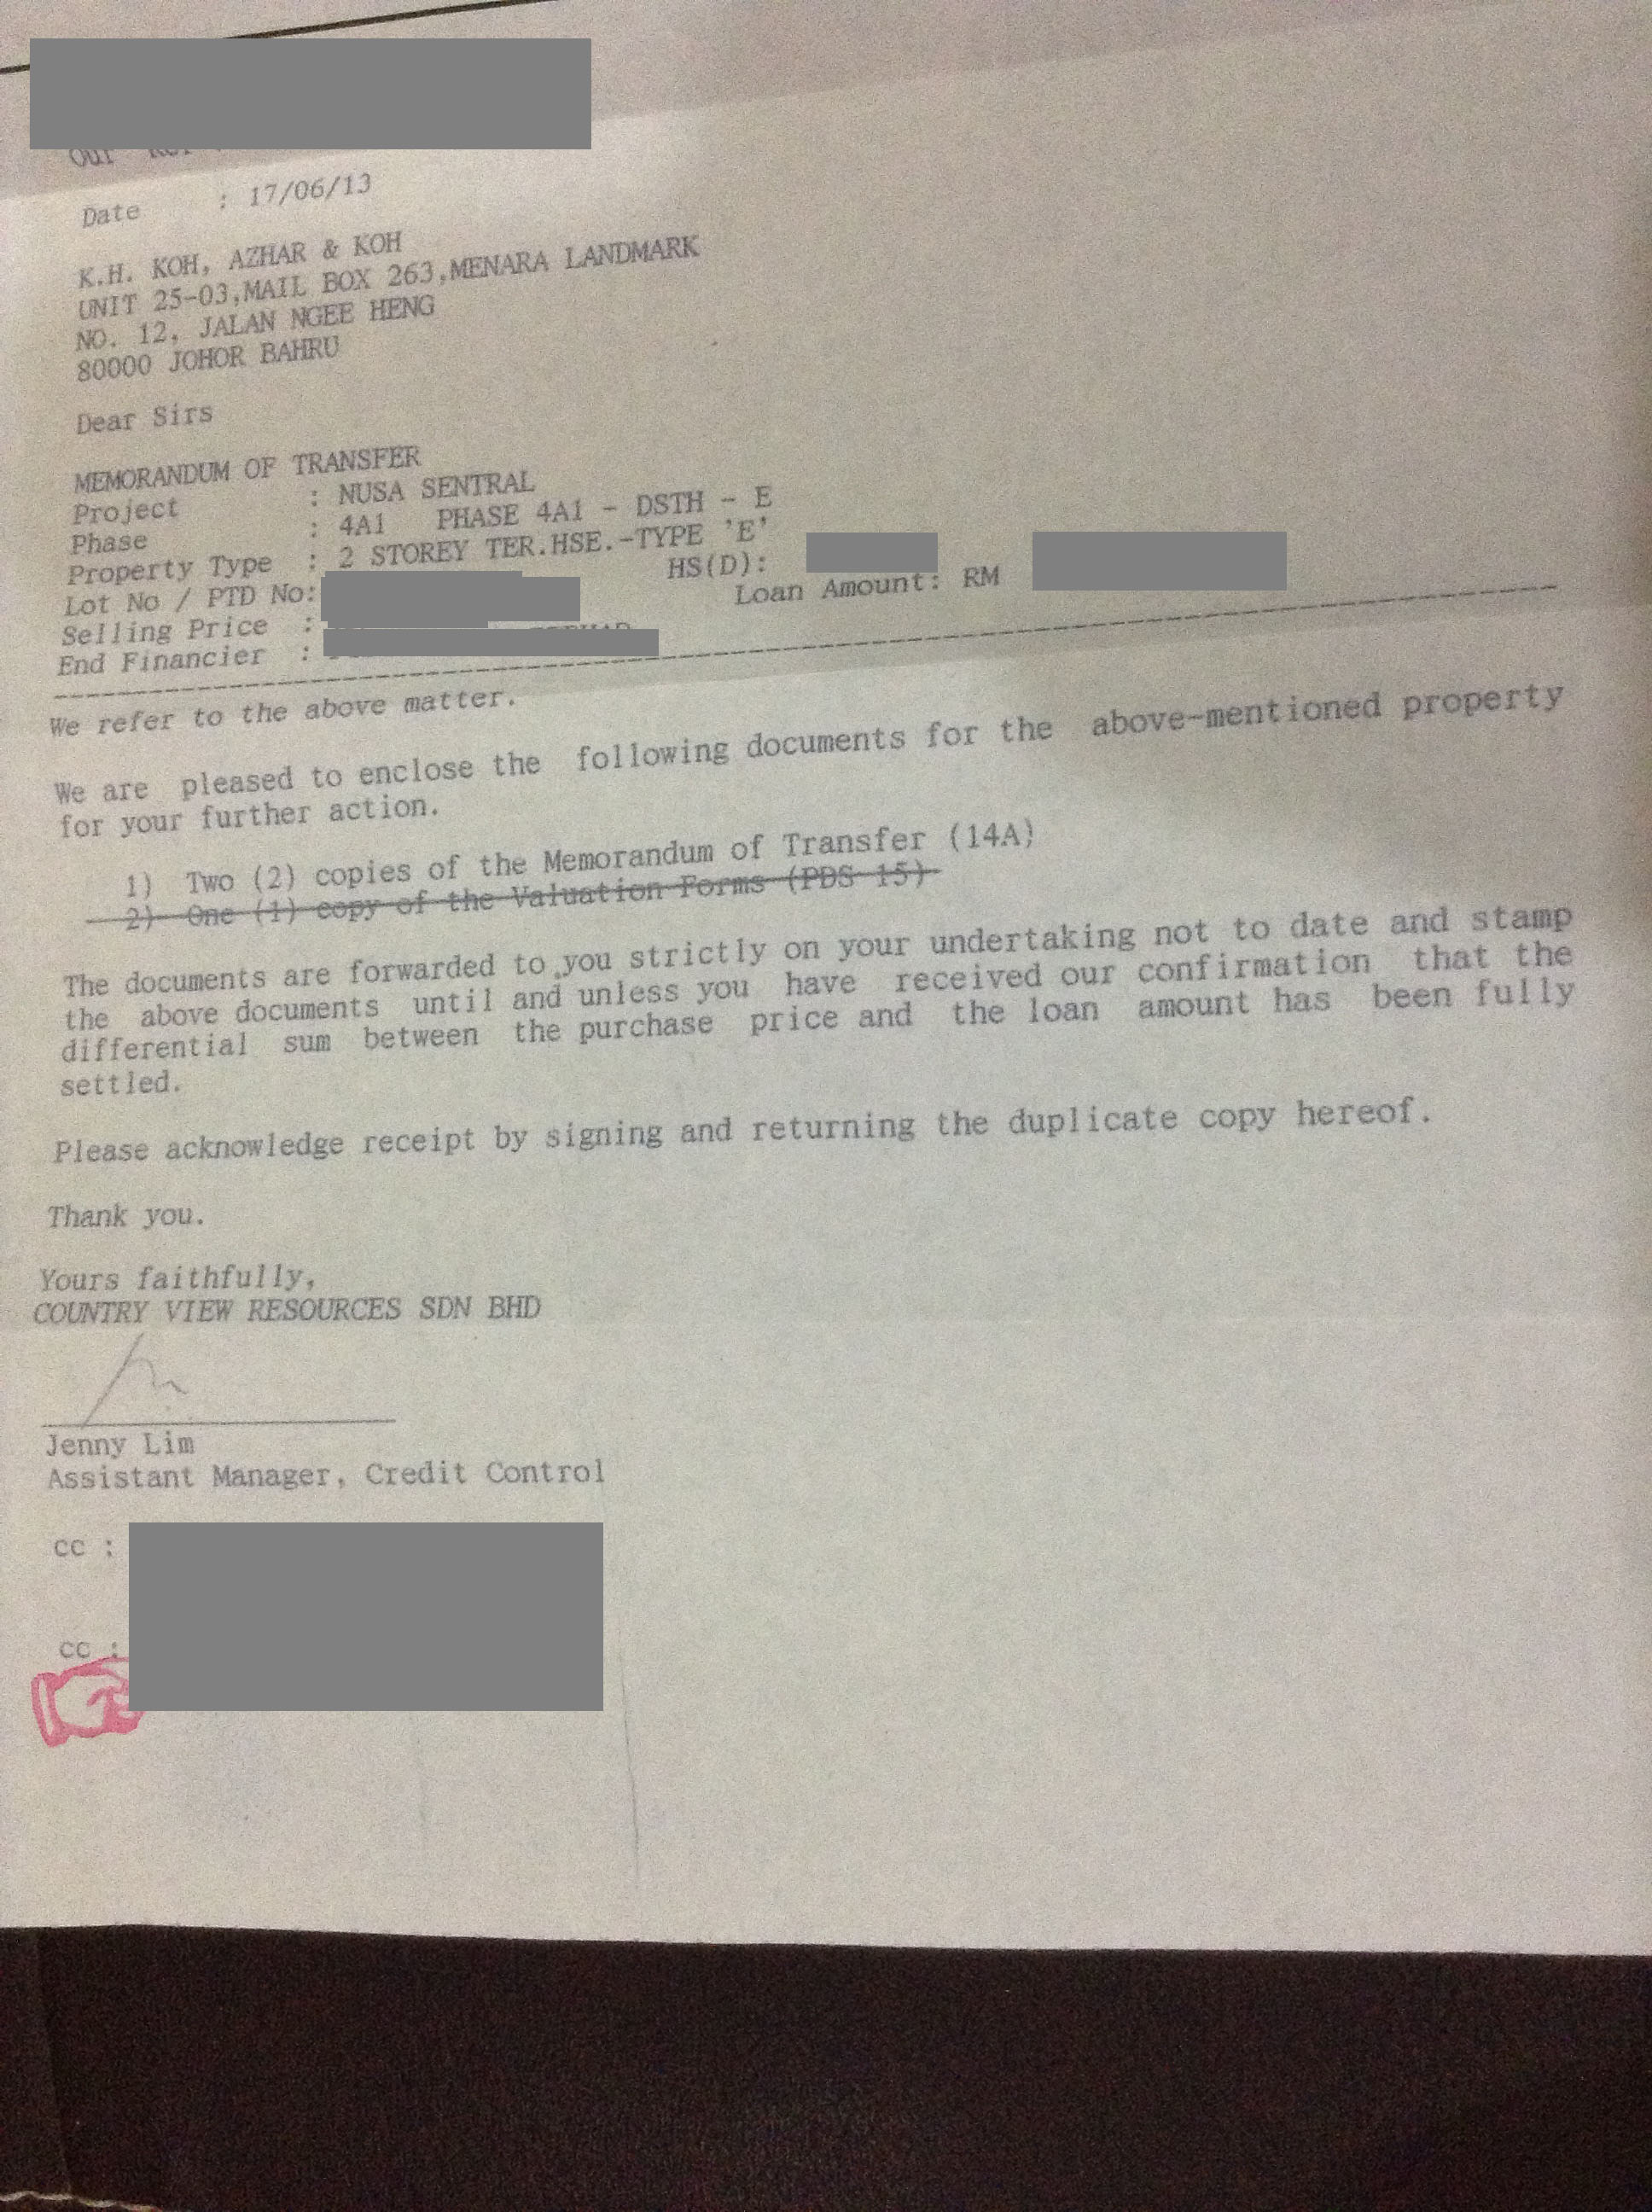 Our
Date : 17/06/13
K.H. KOH, AZHAR & KOH
UNIT 25-03,MAIL BOX 263,MENARA LANDMARK
NO. 12, JALAN NGEE HENG
80000 JOHOR BAHRU
Dear Sirs
MEMORANDUM OF TRANSFER
Project : NUSA SENTRAL
Phase : 4A1 PHASE 4A1 - DSTH - E
Property Type : 2 STOREY TER.HSE.-TYPE 'E'
Lot No / PTD No: HS(D):
Selling Price : Loan Amount: RM
End Financier :
We refer to the above matter.
We are pleased to enclose the following documents for the above-mentioned property
for your further action.
1) Two (2) copies of the Memorandum of Transfer (14A)
2) One (1) copy of the Valuation Forms (PDS 15)
The documents are forwarded to you strictly on your undertaking not to date and stamp
the above documents until and unless you have received our confirmation that the
differential sum between the purchase price and the loan amount has been fully
settled.
Please acknowledge receipt by signing and returning the duplicate copy hereof.
Thank you.
Yours faithfully,
COUNTRY VIEW RESOURCES SDN BHD
Jenny Lim
Assistant Manager, Credit Control
cc :
cc :